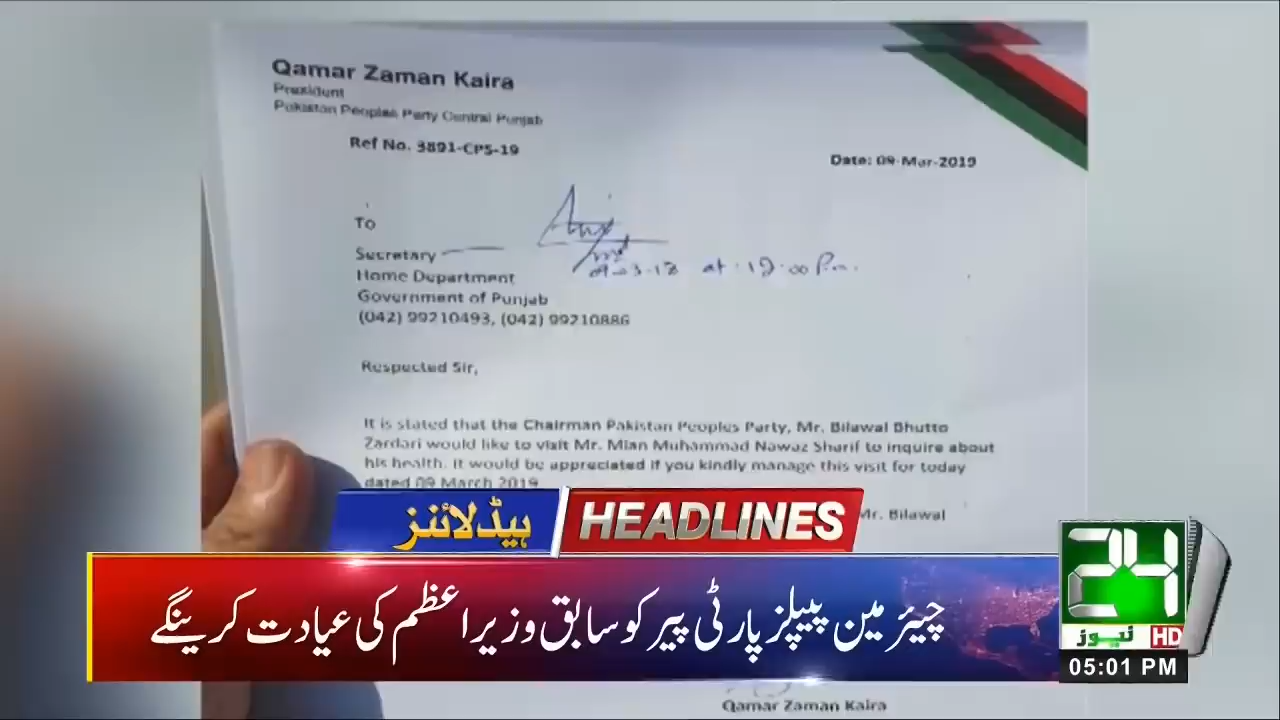 Qamar Zaman Kaira
President
Pakistan Peoples Party Central Punjab
Ref No. 3891-CPS-19
Date: 09-Mar-2019
To
Secretary
Home Department
Government of Punjab
(042) 99210493, (042) 99210886
at 12:00 P.m.
Respected Sir,
It is stated that the Chairman Pakistan Peoples Party, Mr. Bilawal Bhutto
Zardari would like to visit Mr. Mian Muhammad Nawaz Sharif to inquire about
his health. It would be appreciated if you kindly manage this visit for today
dated 09 March 2019
Mr. Bilawal
ہیڈلائنز
HEADLINES
چیئرمین پیپلز پارٹی پیر کو سابق وزیراعظم کی عیادت کرینگے
24
نیوز HD
05:01 PM
Qamar Zaman Kaira